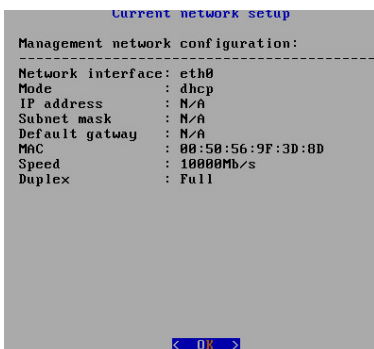 Current network setup
Management network configuration:
Network interface: eth0
Mode : dhcp
IP address : N/A
Subnet mask : N/A
Default gatway : N/A
MAC : 00:50:56:9F:3D:8D
Speed : 10000Mb/s
Duplex : Full
< OK >